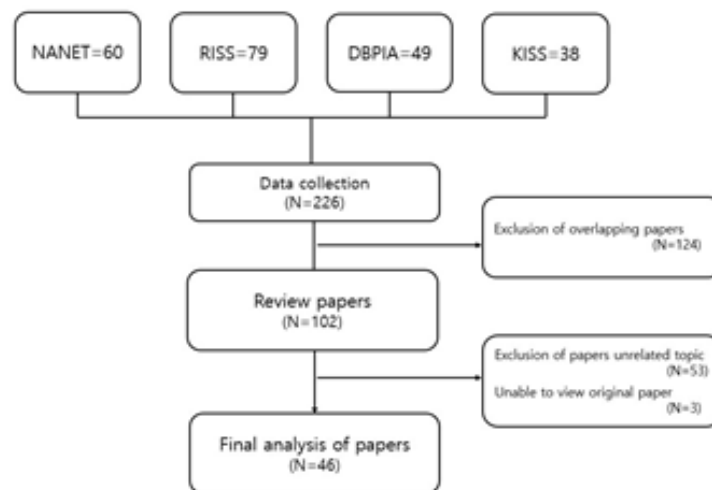 NANET=60
RISS=79
DBPIA=49
KISS=38
Data collection
(N=226)
Exclusion of overlapping papers
(N=124)
Review papers
(N=102)
Exclusion of papers unrelated topic
(N=53)
Unable to view original paper
(N=3)
Final analysis of papers
(N=46)